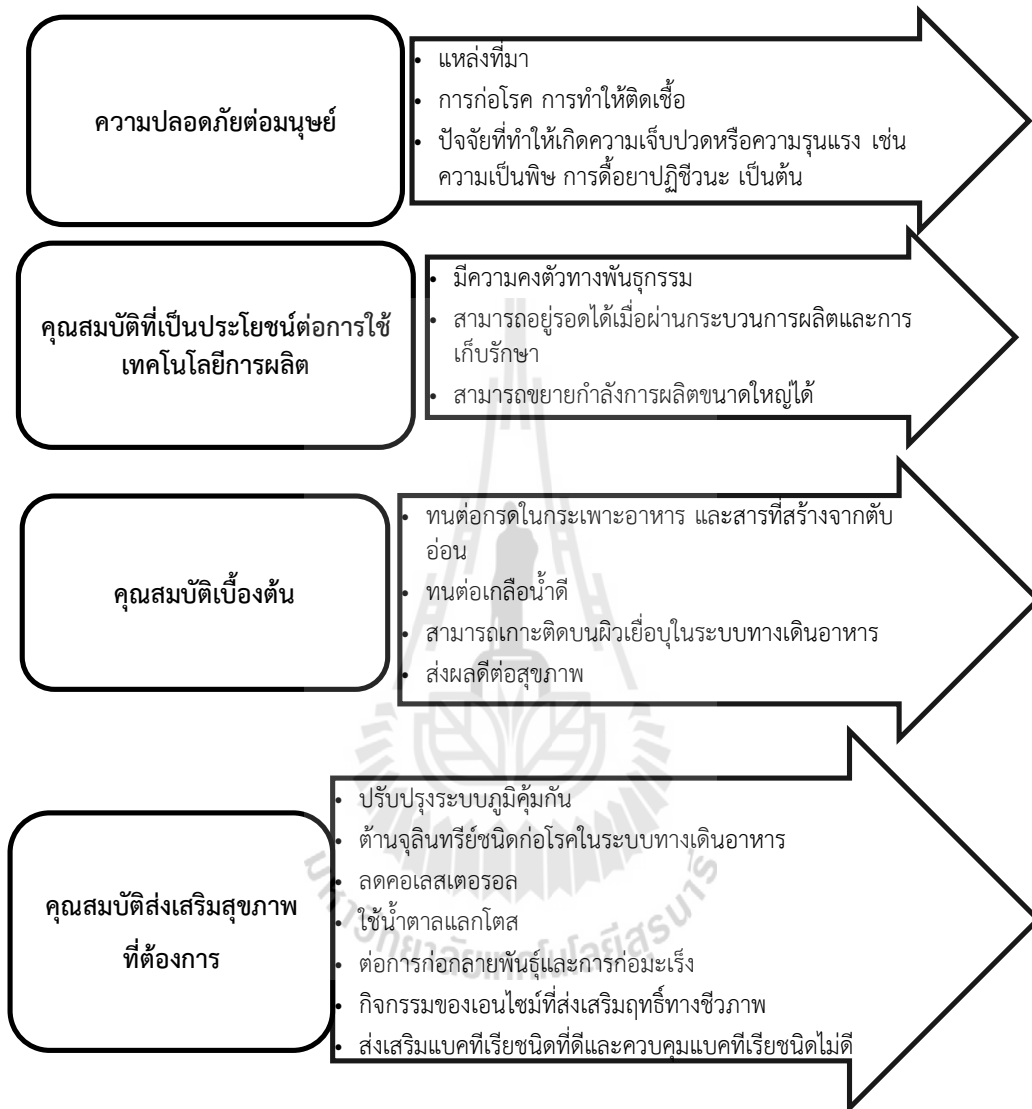 ความปลอดภัยต่อมนุษย์
• แหล่งที่มา
• การก่อโรค การทำให้ติดเชื้อ
• ปัจจัยที่ทำให้เกิดความเจ็บปวดหรือความรุนแรง เช่น
ความเป็นพิษ การดื้อยาปฏิชีวนะ เป็นต้น
คุณสมบัติที่เป็นประโยชน์ต่อการใช้
เทคโนโลยีการผลิต
• มีความคงตัวทางพันธุกรรม
• สามารถอยู่รอดได้เมื่อผ่านกระบวนการผลิตและการ
เก็บรักษา
• สามารถขยายกำลังการผลิตขนาดใหญ่ได้
คุณสมบัติเบื้องต้น
• ทนต่อกรดในกระเพาะอาหาร และสารที่สร้างจากตับ
อ่อน
• ทนต่อเกลือน้ำดี
• สามารถเกาะติดบนผิวเยื่อบุในระบบทางเดินอาหาร
• ส่งผลดีต่อสุขภาพ
คุณสมบัติส่งเสริมสุขภาพ
ที่ต้องการ
• ปรับปรุงระบบภูมิคุ้มกัน
• ต้านจุลินทรีย์ชนิดก่อโรคในระบบทางเดินอาหาร
• ลดคอเลสเตอรอล
• ใช้น้ำตาลแลกโตส
• ต่อการก่อกลายพันธุ์และการก่อมะเร็ง
• กิจกรรมของเอนไซม์ที่ส่งเสริมฤทธิ์ทางชีวภาพ
• ส่งเสริมแบคทีเรียชนิดที่ดีและควบคุมแบคทีเรียชนิดไม่ดี
มหาวิทยาลัยเทคโนโลยีสุรนารี